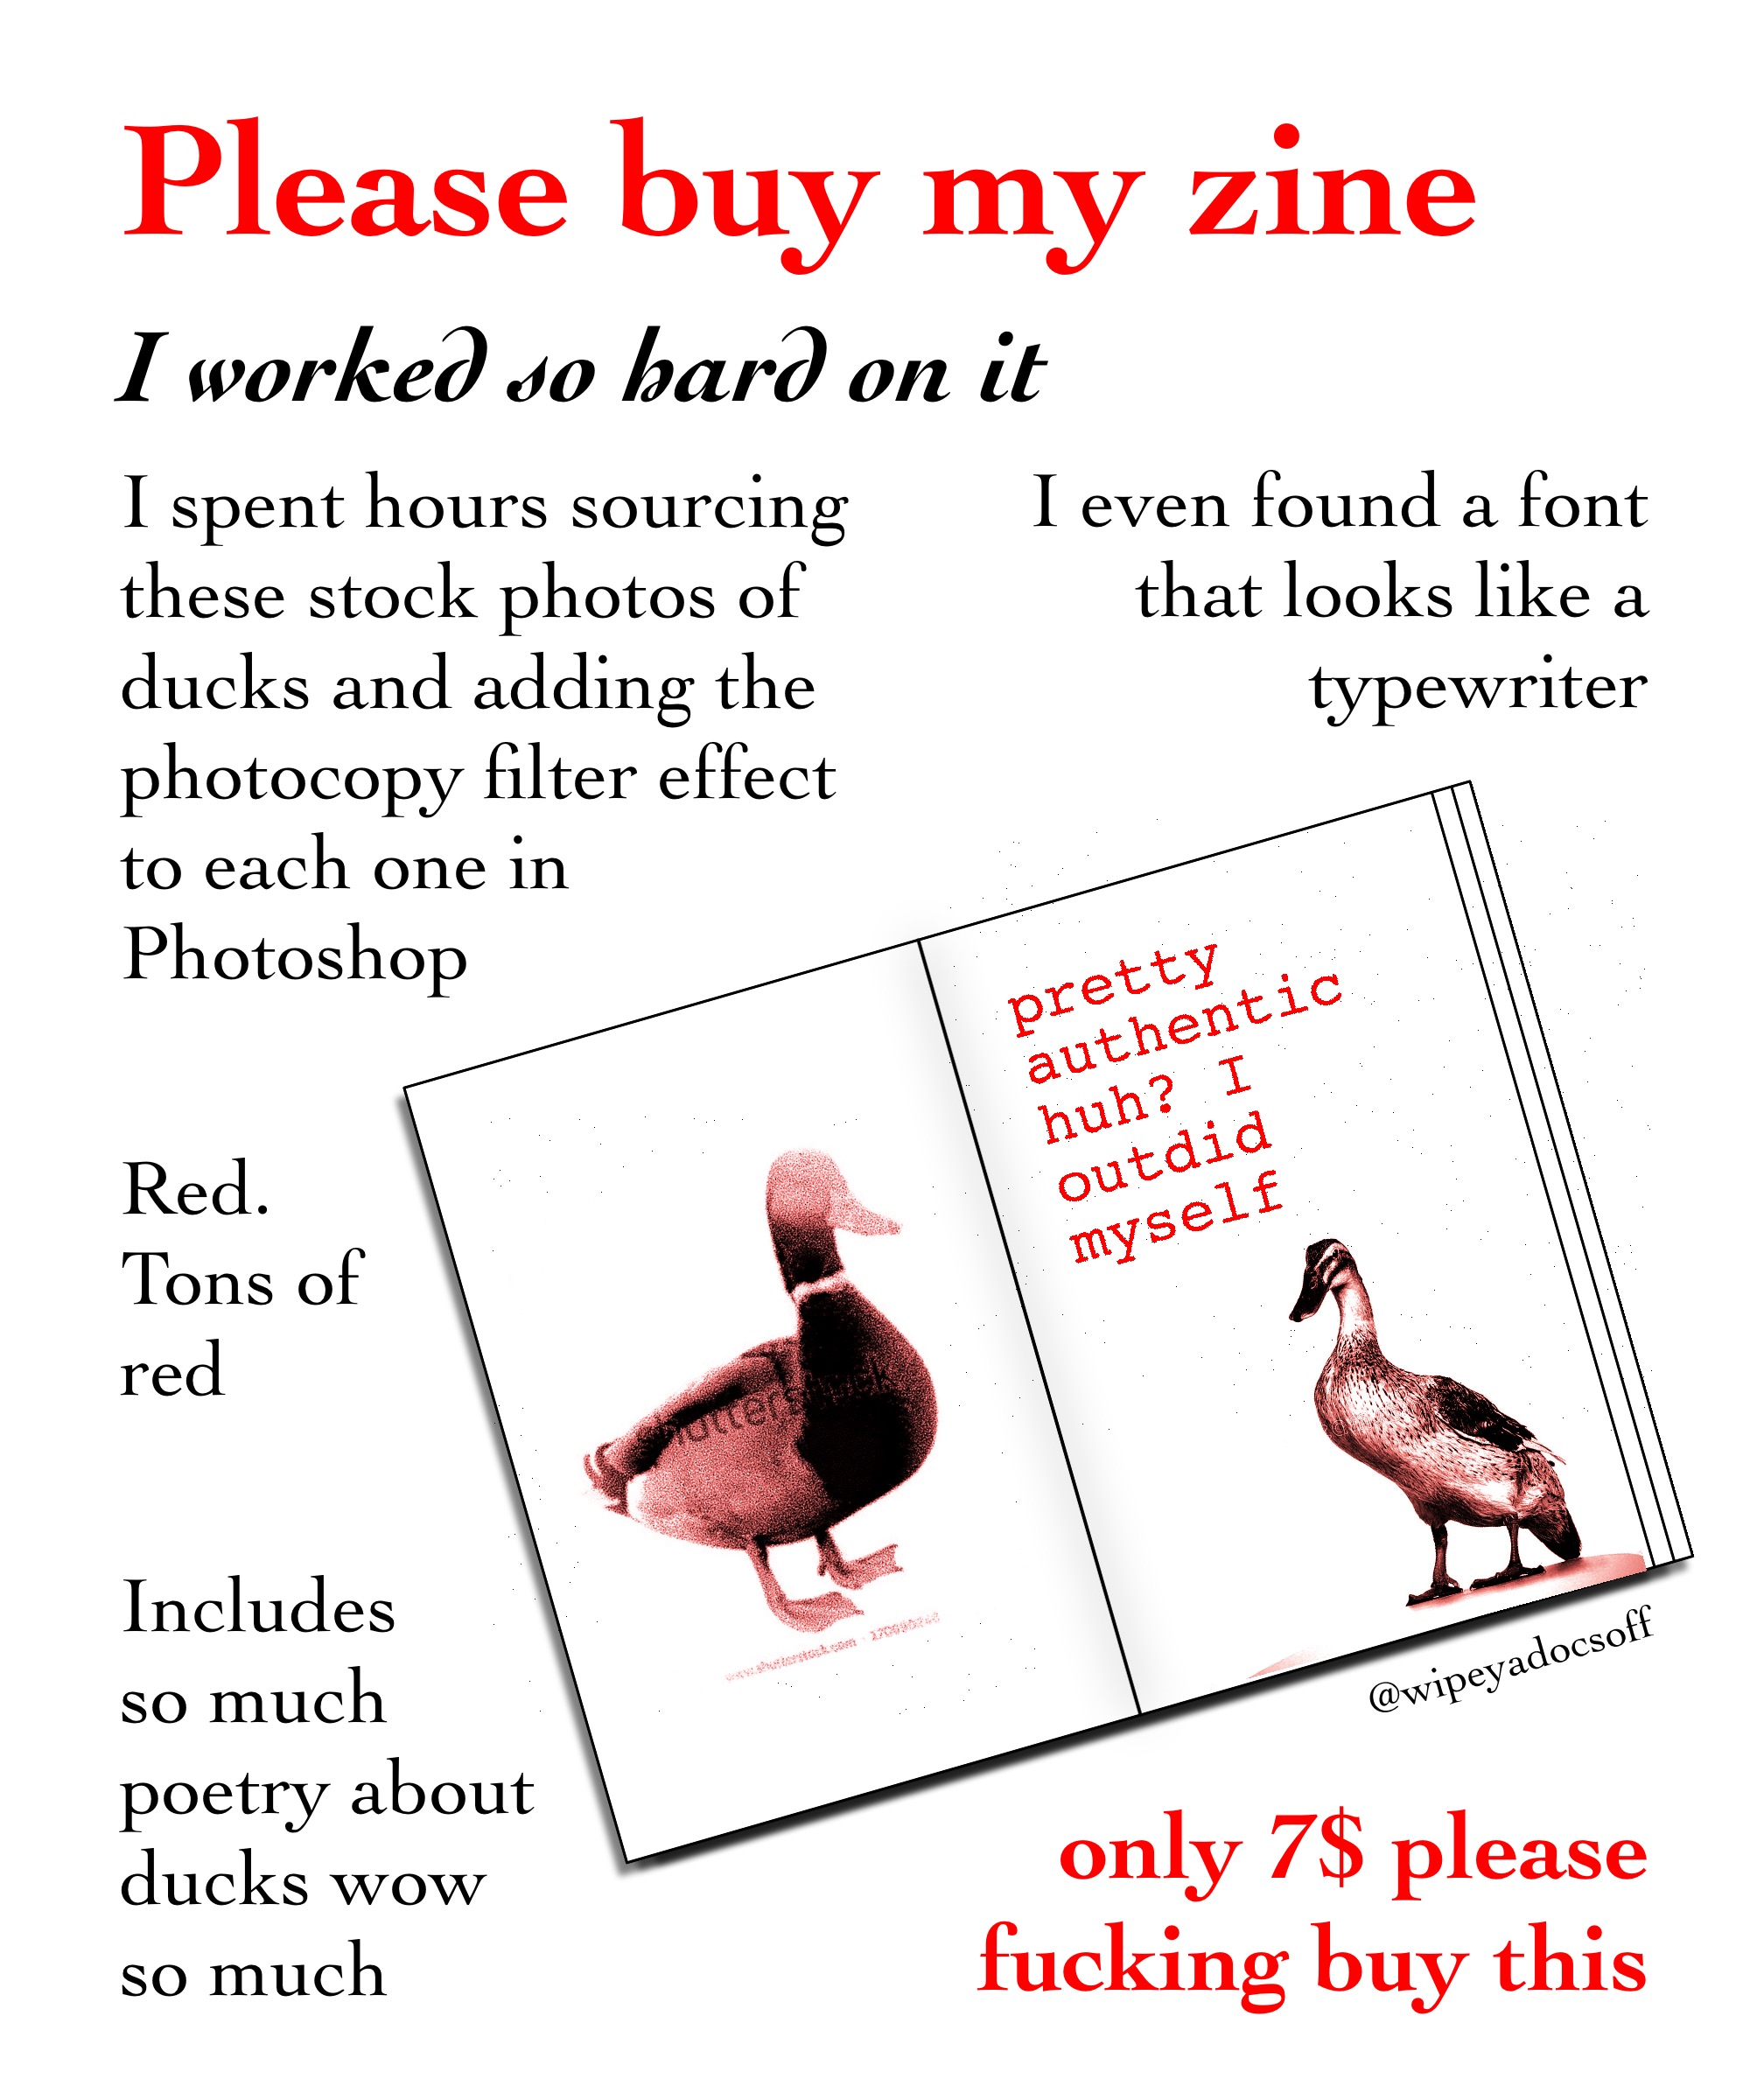 Please buy my zine
I worked so hard on it
I spent hours sourcing
these stock photos of
ducks and adding the
photocopy filter effect
to each one in
Photoshop
I even found a font
that looks like a
typewriter
pretty
authentic
huh? I
outdid
myself
Red.
Tons of
red
shutterstock
www.shutterstock.com ·
Includes
so much
poetry about
ducks wow
so much
@wipeyadocsoff
only 7$ please
fucking buy this